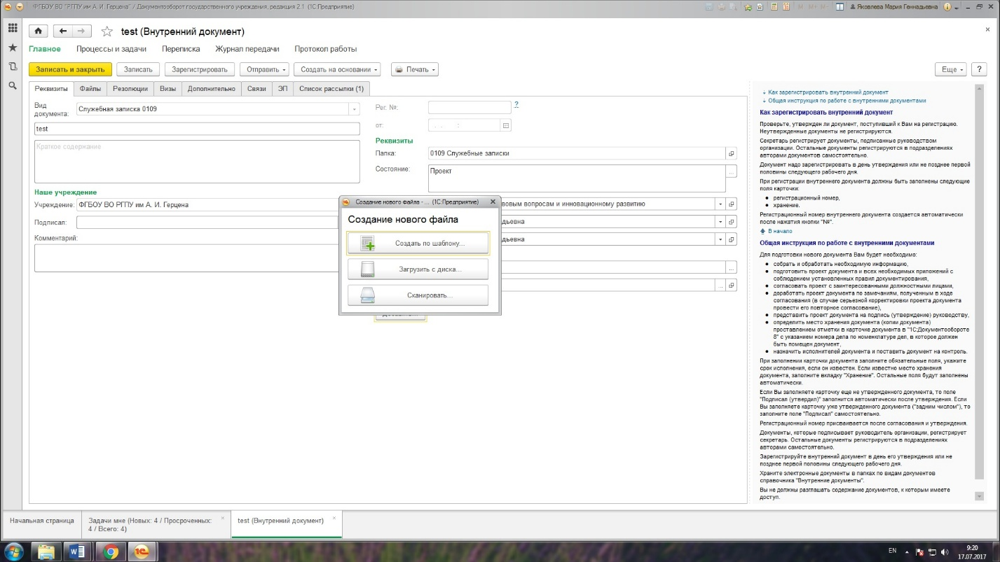 ФГБОУ ВО "РГПУ им А. И. Герцена" / Документооборот государственного учреждения, редакция 2.1 (1С:Предприятие)
Яковлева Мария Геннадьевна
test (Внутренний документ)
Главное Процессы и задачи Переписка Журнал передачи Протокол работы
Записать и закрыть Записать Зарегистрировать Отправить Создать на основании Печать Еще ?
Реквизиты Файлы Резолюции Визы Дополнительно Связи ЭП Список рассылки (1)
Вид
документа:
Служебная записка 0109
test
Краткое содержание
Наше учреждение
Учреждение: ФГБОУ ВО РГПУ им А. И. Герцена
Подписал:
Комментарий:
Рег. №: ?
от: . . :
Реквизиты
Папка: 0109 Служебные записки
Состояние: Проект
вовым вопросам и инновационному развитию
дьевна
дьевна
Создание нового файла - ... (1С:Предприятие)
Создание нового файла
Создать по шаблону...
Загрузить с диска...
Сканировать...
Как зарегистрировать внутренний документ
Общая инструкция по работе с внутренними документами
Как зарегистрировать внутренний документ
Проверьте, утвержден ли документ, поступивший к Вам на регистрацию.
Неутвержденные документы не регистрируются.
Секретарь регистрирует документы, подписанные руководством
организации. Остальные документы регистрируются в подразделениях
авторами документов самостоятельно.
Документ надо зарегистрировать в день утверждения или не позднее первой
половины следующего рабочего дня.
При регистрации внутреннего документа должны быть заполнены следующие
поля карточки:
● регистрационный номер,
● хранение.
Регистрационный номер внутреннего документа создается автоматически
после нажатия кнопки "№".
В начало
Общая инструкция по работе с внутренними документами
Для подготовки нового документа Вам будет необходимо:
● собрать и обработать необходимую информацию,
● подготовить проект документа и всех необходимых приложений с
соблюдением установленных правил документирования,
● согласовать проект с заинтересованными должностными лицами,
● доработать проект документа по замечаниям, полученным в ходе
согласования (в случае серьезной корректировки проекта документа
провести его повторное согласование),
● представить проект документа на подпись (утверждение) руководству,
● определить место хранения документа (копии документа)
проставлением отметки в карточке документа в "1С:Документообороте
8" с указанием номера дела по номенклатуре дел, в которое должен
быть помещен документ,
● назначить исполнителей документа и поставить документ на контроль.
При заполнении карточки документа заполните обязательные поля, укажите
срок исполнения, если он известен. Если известно место хранения
документа, заполните вкладку "Хранение". Остальные поля будут заполнены
автоматически.
Если Вы заполняете карточку еще не утвержденного документа, то поле
"Подписал (утвердил)" заполнится автоматически после утверждения. Если
Вы заполняете карточку уже утвержденного документа ("задним числом"), то
заполните поле "Подписал" самостоятельно.
Регистрационный номер присваивается после согласования и утверждения.
Документы, которые подписывает руководитель организации, регистрирует
секретарь. Остальные документы регистрируются в подразделениях
авторами самостоятельно.
Зарегистрируйте внутренний документ в день его утверждения или не
позднее первой половины следующего рабочего дня.
Храните электронные документы в папках по видам документов
справочника "Внутренние документы".
Вы не должны разглашать содержание документов, к которым имеете
доступ.
Начальная страница
Задачи мне (Новых: 4 / Просроченных:
4 / Всего: 4)
test (Внутренний документ)
EN
9:20
17.07.2017